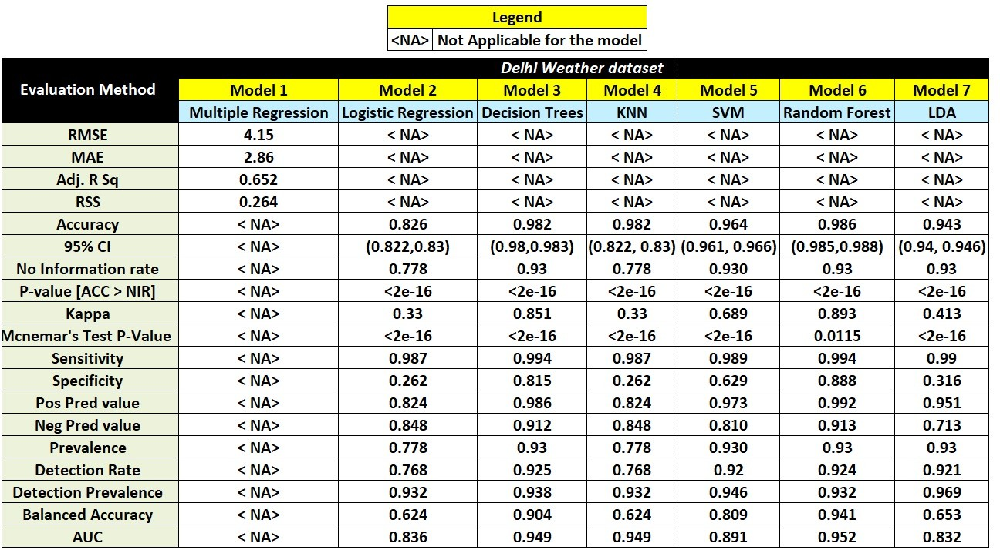 Legend
<NA> Not Applicable for the model
Delhi Weather dataset
Evaluation Method Model 1 Model 2 Model 3 Model 4 Model 5 Model 6 Model 7
Multiple Regression Logistic Regression Decision Trees KNN SVM Random Forest LDA
RMSE 4.15 < NA> < NA> < NA> < NA> < NA> < NA>
MAE 2.86 < NA> < NA> < NA> < NA> < NA> < NA>
Adj. R Sq 0.652 < NA> < NA> < NA> < NA> < NA> < NA>
RSS 0.264 < NA> < NA> < NA> < NA> < NA> < NA>
Accuracy < NA> 0.826 0.982 0.982 0.964 0.986 0.943
95% CI < NA> (0.822,0.83) (0.98,0.983) (0.822, 0.83) (0.961, 0.966) (0.985,0.988) (0.94, 0.946)
No Information rate < NA> 0.778 0.93 0.778 0.930 0.93 0.93
P-value [ACC > NIR] < NA> <2e-16 <2e-16 <2e-16 <2e-16 <2e-16 <2e-16
Kappa < NA> 0.33 0.851 0.33 0.689 0.893 0.413
Mcnemar's Test P-Value < NA> <2e-16 <2e-16 <2e-16 <2e-16 0.0115 <2e-16
Sensitivity < NA> 0.987 0.994 0.987 0.989 0.994 0.99
Specificity < NA> 0.262 0.815 0.262 0.629 0.888 0.316
Pos Pred value < NA> 0.824 0.986 0.824 0.973 0.992 0.951
Neg Pred value < NA> 0.848 0.912 0.848 0.810 0.913 0.713
Prevalence < NA> 0.778 0.93 0.778 0.930 0.93 0.93
Detection Rate < NA> 0.768 0.925 0.768 0.92 0.924 0.921
Detection Prevalence < NA> 0.932 0.938 0.932 0.946 0.932 0.969
Balanced Accuracy < NA> 0.624 0.904 0.624 0.809 0.941 0.653
AUC < NA> 0.836 0.949 0.949 0.891 0.952 0.832